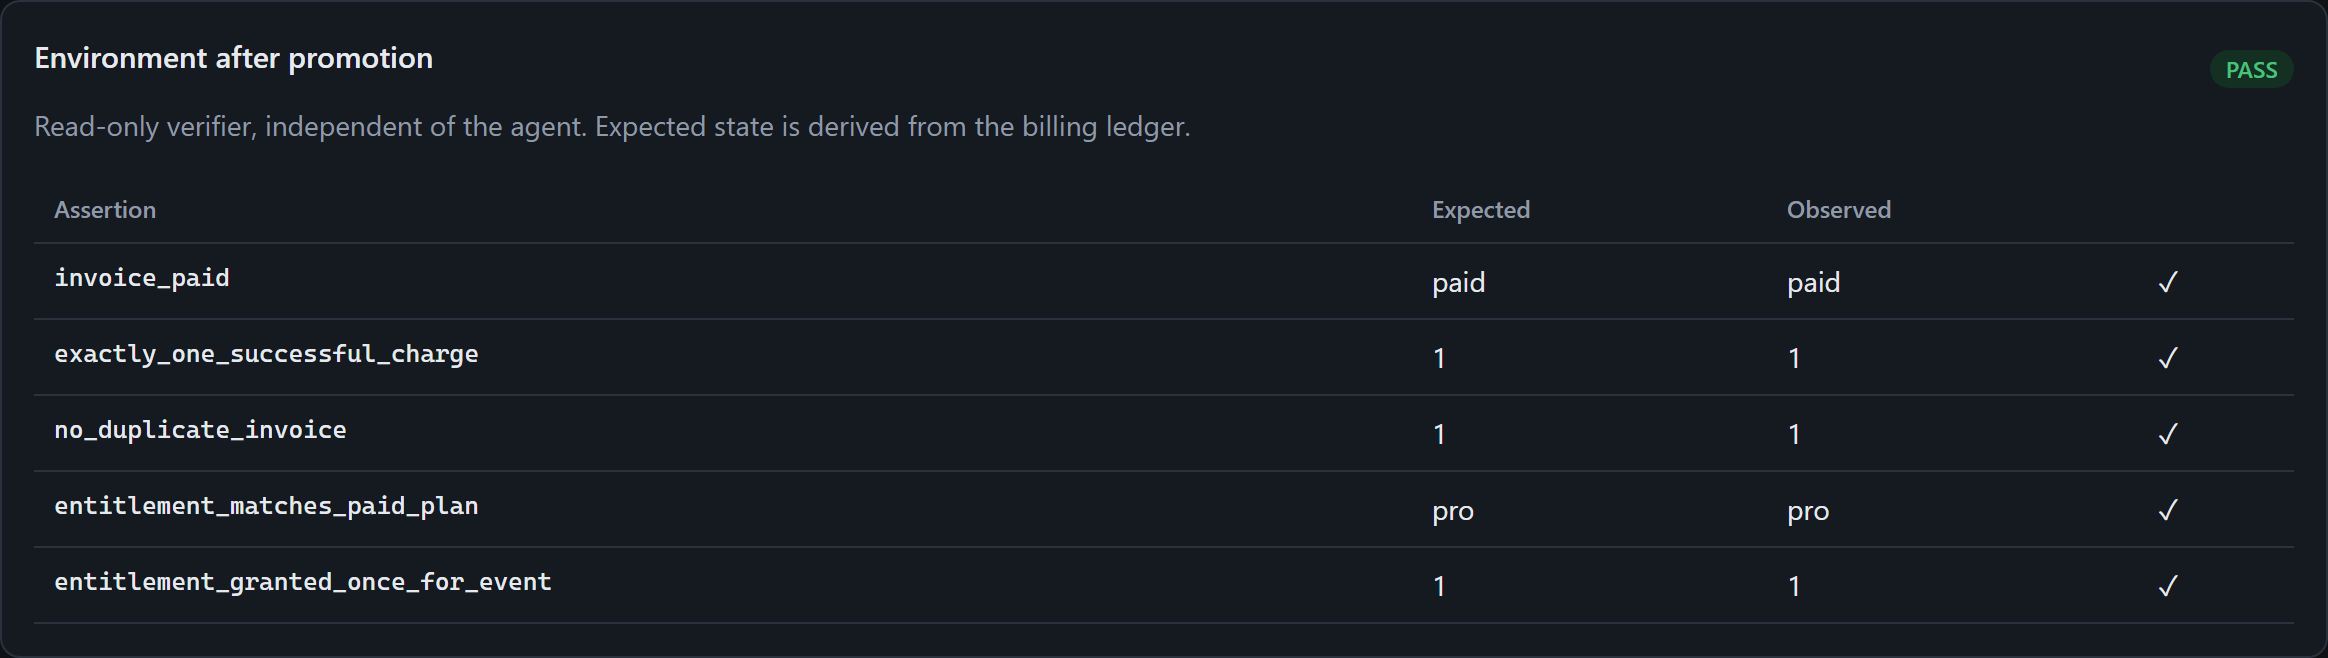 Environment after promotion
PASS
Read-only verifier, independent of the agent. Expected state is derived from the billing ledger.
Assertion Expected Observed
invoice_paid paid paid ✓
exactly_one_successful_charge 1 1 ✓
no_duplicate_invoice 1 1 ✓
entitlement_matches_paid_plan pro pro ✓
entitlement_granted_once_for_event 1 1 ✓